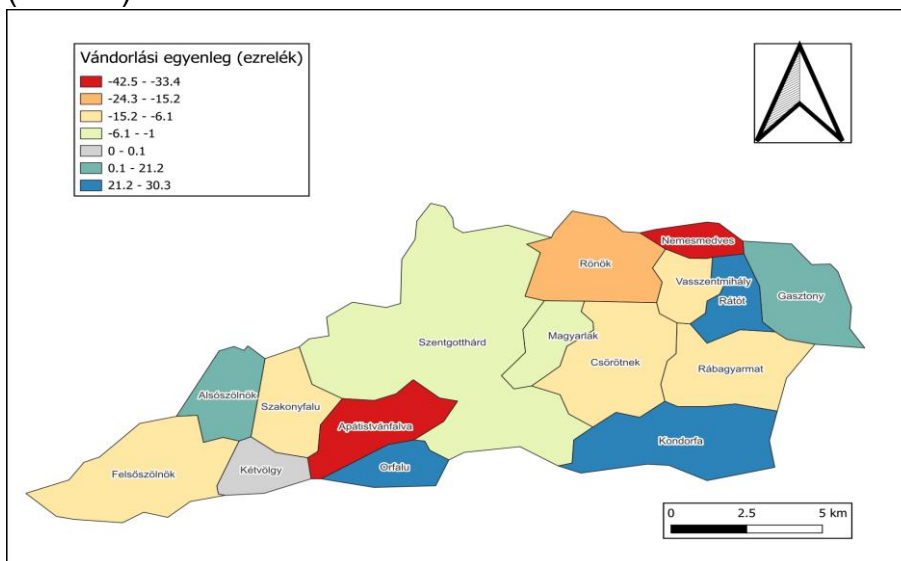 Vándorlási egyenleg (ezrelék)
-42.5 - -33.4
-24.3 - -15.2
-15.2 - -6.1
-6.1 - -1
0 - 0.1
0.1 - 21.2
21.2 - 30.3
Nemesmedves
Rönök
Vasszentmihály
Rátót
Gasztony
Szentgotthárd
Magyarlak
Csörötnek
Rábagyarmat
Alsószölnök
Szakonyfalu
Apátistvánfalva
Kondorfa
Felsőszölnök
Kétvölgy
Orfalu
0 2.5 5 km